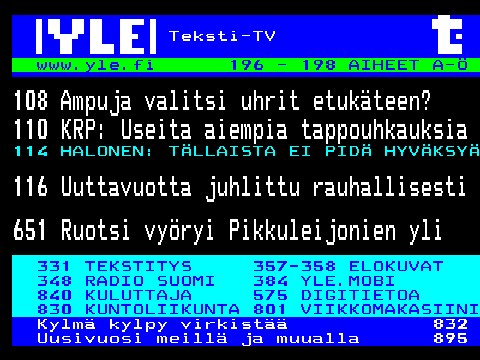 YLE Teksti-TV
www.yle.fi 196 - 198 AIHEET A-Ö
108 Ampuja valitsi uhrit etukäteen?
110 KRP: Useita aiempia tappouhkauksia
114 HALONEN: TÄLLAISTA EI PIDÄ HYVÄKSYÄ
116 Uuttavuotta juhlittu rauhallisesti
651 Ruotsi vyöryi Pikkuleijonien yli
331 TEKSTITYS 357-358 ELOKUVAT
348 RADIO SUOMI 384 YLE.MOBI
840 KULUTTAJA 575 DIGITIETOA
830 KUNTOLIIKUNTA 801 VIIKKOMAKASIINI
Kylmä kylpy virkistää 832
Uusivuosi meillä ja muualla 895